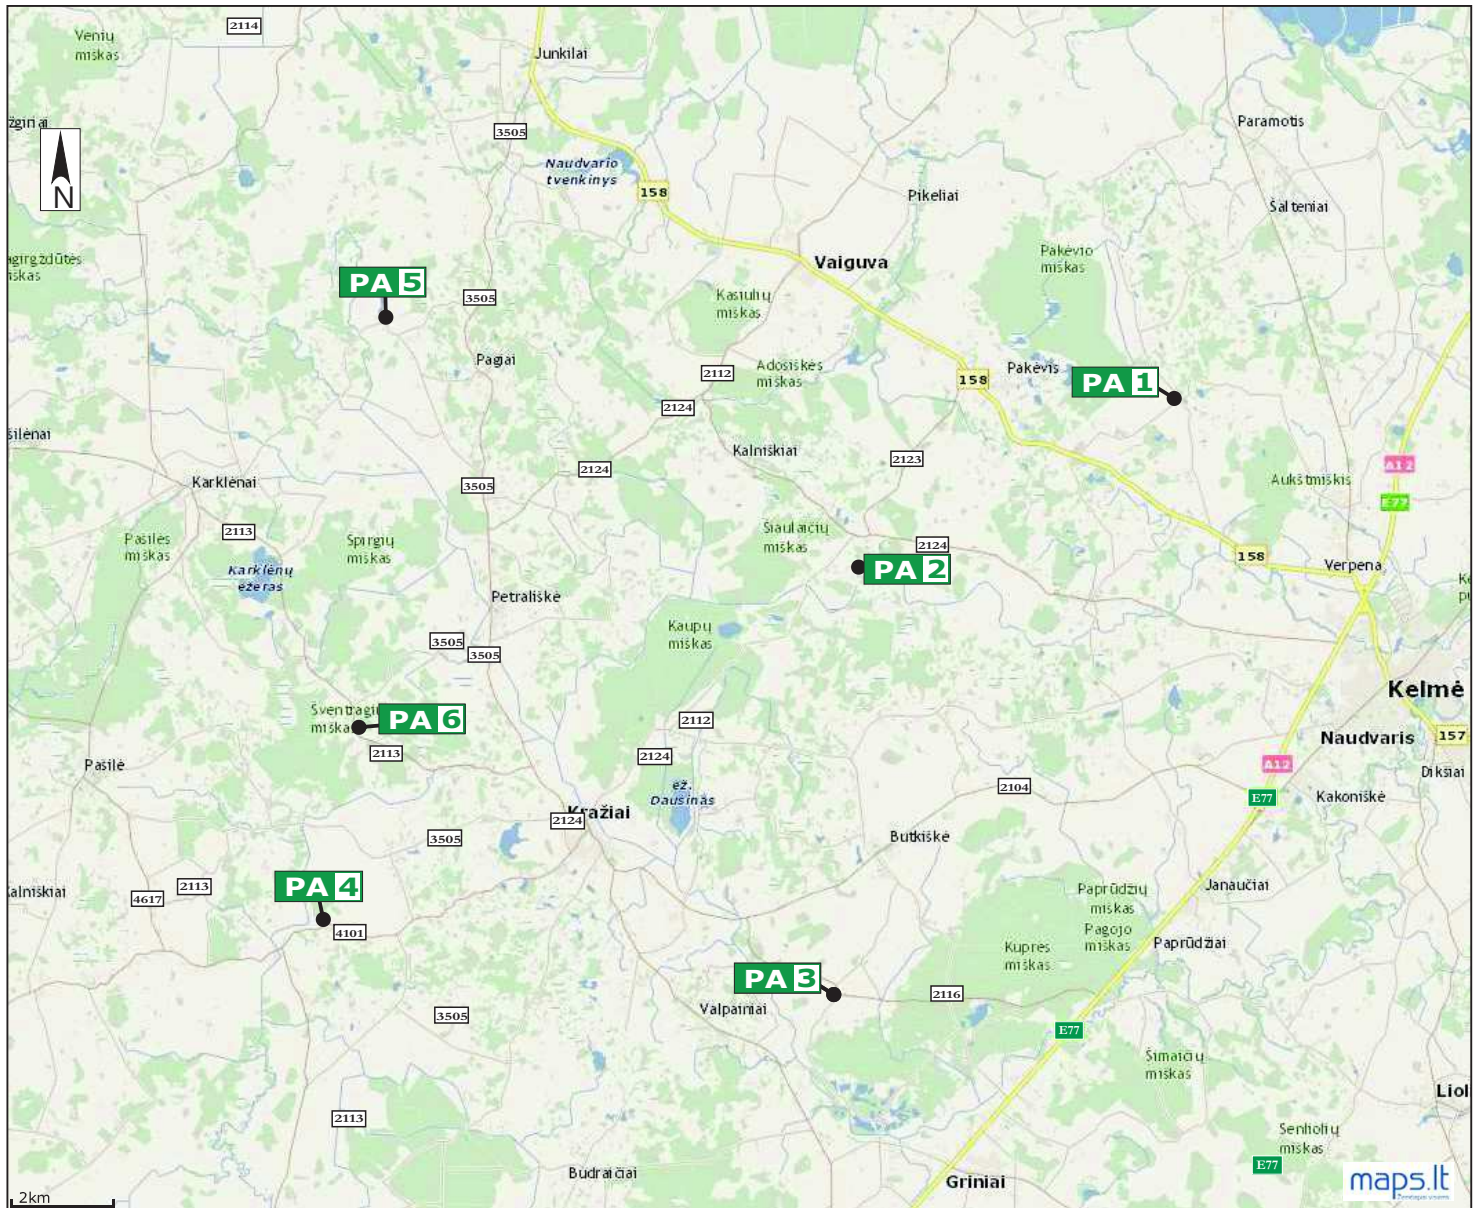 2114
Venių
miškas
Junkilai
3505
Paramotis
N
Naudvario
tvenkinys
158
Pikeliai
Šalteniai
Vaiguva
Pakėvio
miškas
PA 5
3505
Kasiulių
miškas
Pagiai
2112
Adosiškės
miškas
158
Pakėvis
PA 1
2124
Kalniškiai
2123
2124
A12
E77
Aukštmiškis
Karklėnai
3505
2113
Pašilės
miškas
Spirgių
miškas
Karklėnų
ežeras
Šiaulaičių
miškas
2124
PA 2
158
Verpena
Petrališkė
Kaupų
miškas
3505
3505
Kelmė
PA 6
2113
2112
2124
Naudvaris
157
Pašilė
A12
Dikšiai
ež.
Dausinas
2104
E77
Kakoniškė
Kražiai
2124
3505
Butkiškė
PA 4
2113
4617
4101
Paprūdžių
miškas
Janaučiai
Pagojo
miškas
Kupres
miškas
Paprūdžiai
PA 3
2116
Valpainiai
3505
E77
Šimaičių
miškas
2113
Liol
miškas
E77
Budraičiai
Griniai
maps.lt
2km